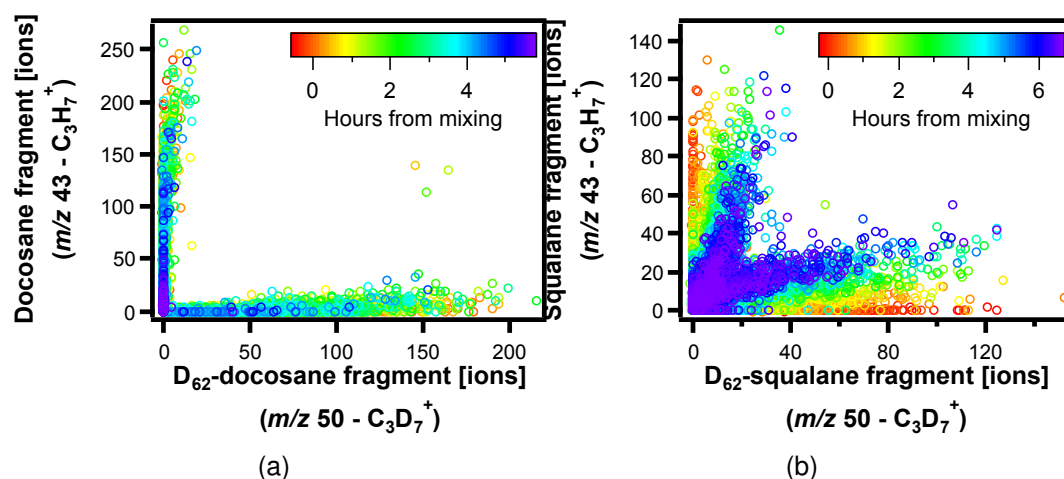 Docosane fragment [ions]
(m/z 43 - C3H7+)
250
200
150
100
50
0
0 2 4
Hours from mixing
0 50 100 150 200
D62-docosane fragment [ions]
(m/z 50 - C3D7+)
(a)
Squalane fragment [ions]
(m/z 43 - C3H7+)
140
120
100
80
60
40
20
0
0 2 4 6
Hours from mixing
0 40 80 120
D62-squalane fragment [ions]
(m/z 50 - C3D7+)
(b)